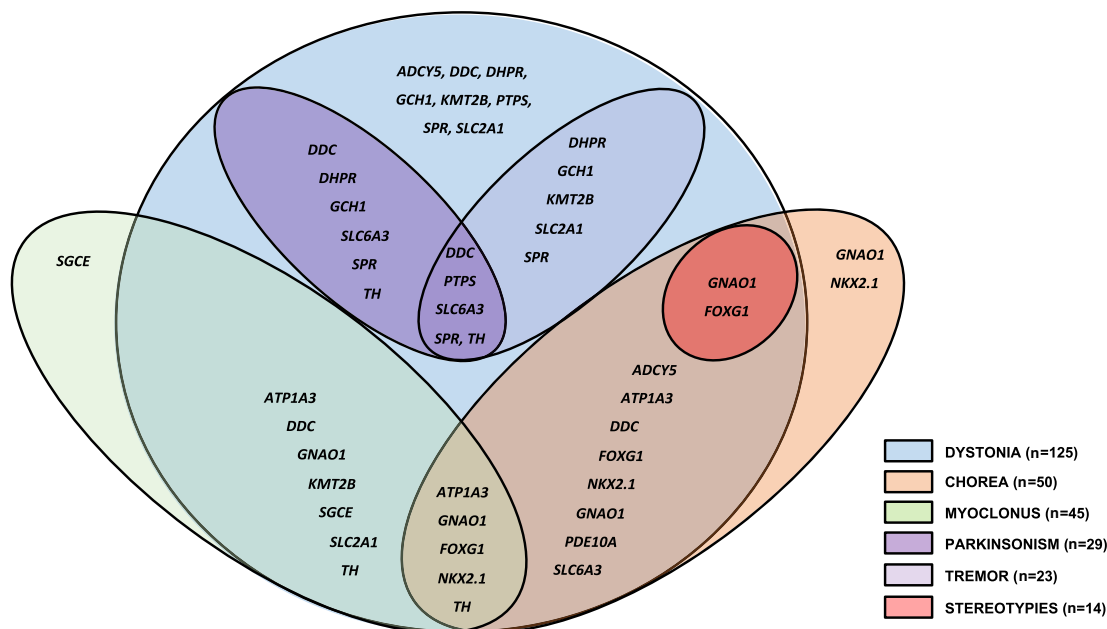 ADCY5, DDC, DHPR,
GCH1, KMT2B, PTPS,
SPR, SLC2A1
DDC
DHPR
GCH1
SLC6A3
SPR
TH
DHPR
GCH1
KMT2B
SLC2A1
SPR
DDC
PTPS
SLC6A3
SPR, TH
SGCE
GNAO1
FOXG1
GNAO1
NKX2.1
ATP1A3
DDC
GNAO1
KMT2B
SGCE
SLC2A1
TH
ATP1A3
GNAO1
FOXG1
NKX2.1
TH
ADCY5
ATP1A3
DDC
FOXG1
NKX2.1
GNAO1
PDE10A
SLC6A3
DYSTONIA (n=125)
CHOREA (n=50)
MYOCLONUS (n=45)
PARKINSONISM (n=29)
TREMOR (n=23)
STEREOTYPIES (n=14)